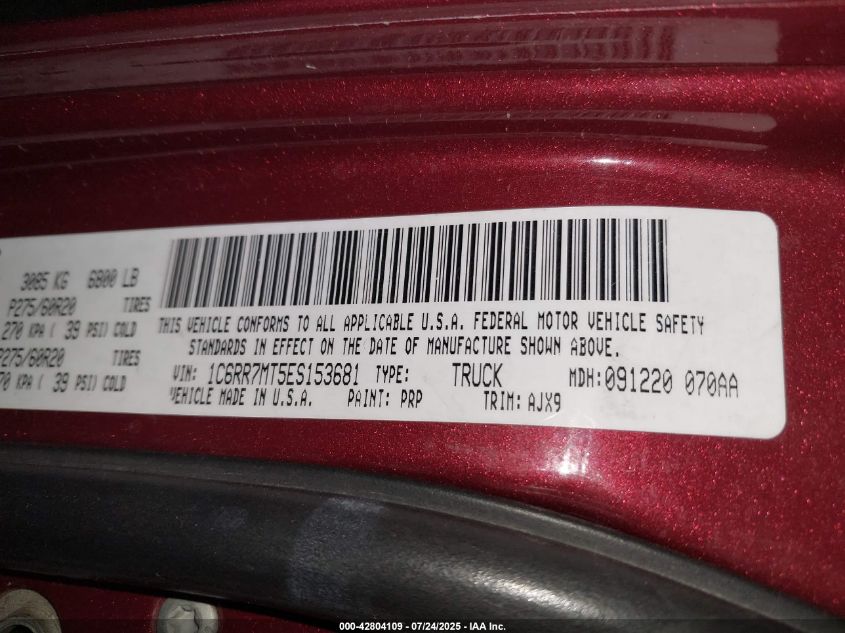 3085 KG 6800 LB
P275/60R20 TIRES
270 KPA ( 39 PSI) COLD
P275/60R20 TIRES
70 KPA ( 39 PSI) COLD
THIS VEHICLE CONFORMS TO ALL APPLICABLE U.S.A. FEDERAL MOTOR VEHICLE SAFETY
STANDARDS IN EFFECT ON THE DATE OF MANUFACTURE SHOWN ABOVE.
VIN: 1C6RR7MT5ES153681 TYPE: TRUCK MDH: 091220 070AA
VEHICLE MADE IN U.S.A. PAINT: PRP TRIM: AJX9
000-42804109 - 07/24/2025 - IAA Inc.